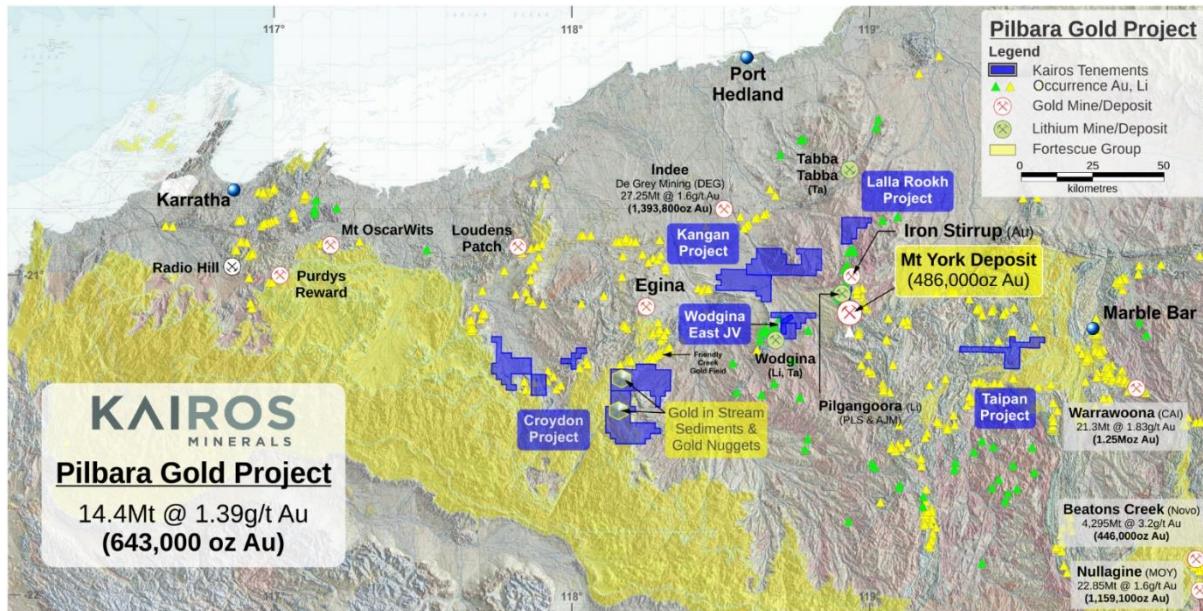 117°
118°
119°
Pilbara Gold Project
Legend
Kairos Tenements
Occurrence Au, Li
Gold Mine/Deposit
Lithium Mine/Deposit
Fortescue Group
0 50
kilometres
Port
Hedland
Karratha
Mt OscarWits
Radio Hill
Purdys
Reward
Loudens
Patch
Indee
De Grey Mining (DEG)
27.25Mt @ 1.6g/t Au
(1,393,800oz Au)
Tabba
Tabba
(Ta)
Lalla Rookh
Project
Kangan
Project
Iron Stirrup (Au)
Mt York Deposit
(486,000oz Au)
-21°
21°
Egina
Wodgina
East JV
Marble Bar
Friendly
Creek
Gold Field
Wodgina
(Li, Ta)
Pilgangoora (Li)
(PLS & AJM)
Croydon
Project
Gold in Stream
Sediments &
Gold Nuggets
Taipan
Project
Warrawoona (CAI)
21.3Mt @ 1.83g/t Au
(1.25Moz Au)
KAIROS
MINERALS
Pilbara Gold Project
14.4Mt @ 1.39g/t Au
(643,000 oz Au)
Beatons Creek (Novo)
4,295Mt @ 3.2g/t Au
(446,000oz Au)
Nullagine (MOY)
22.85Mt @ 1.6g/t Au
(1,159,100oz Au)
-22°
117°
118°
119°